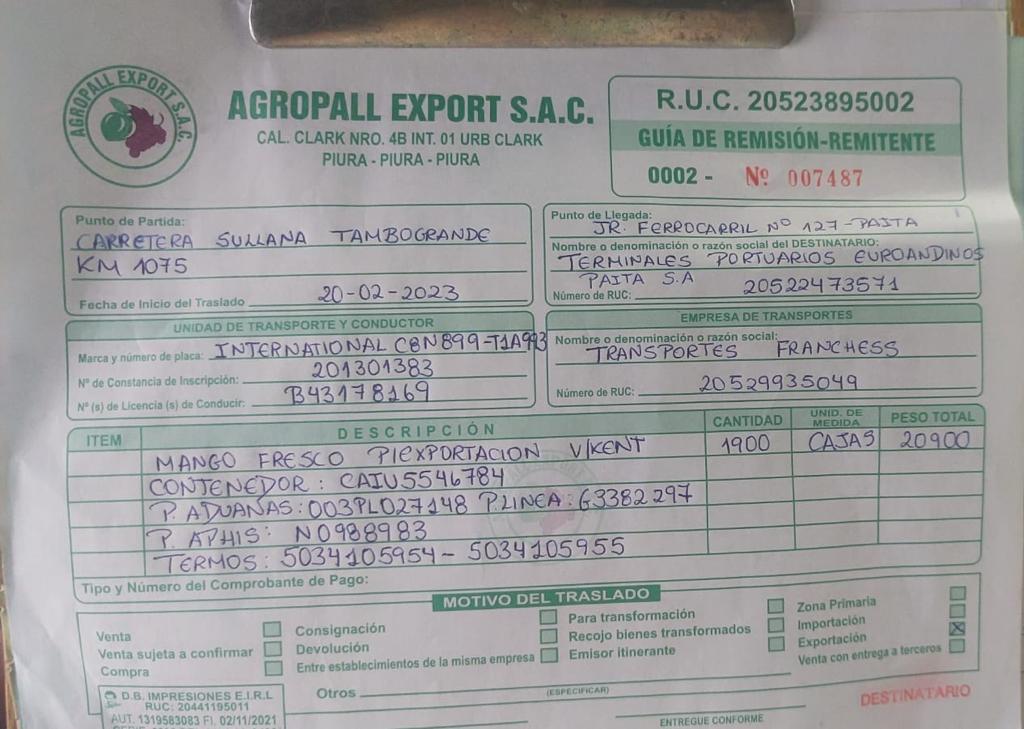 AGROPALL EXPORT S.A.C.
AGROPALL EXPORT S.A.C.
CAL. CLARK NRO. 4B INT. 01 URB CLARK
PIURA - PIURA - PIURA
R.U.C. 20523895002
GUÍA DE REMISIÓN-REMITENTE
0002 - Nº 007487
Punto de Partida:
CARRETERA SULLANA TAMBOGRANDE
KM 1075
Fecha de Inicio del Traslado 20-02-2023
Punto de Llegada: JR. FERROCARRIL Nº 127-PAITA
Nombre o denominación o razón social del DESTINATARIO:
TERMINALES PORTUARIOS EUROANDINOS
PAITA S.A
Número de RUC: 20522473571
UNIDAD DE TRANSPORTE Y CONDUCTOR
Marca y número de placa: INTERNATIONAL C8N899-T1A993
Nº de Constancia de Inscripción: 201301383
Nº (s) de Licencia (s) de Conducir: B43178169
EMPRESA DE TRANSPORTES
Nombre o denominación o razón social:
TRANSPORTES FRANCHESS
Número de RUC: 20529935049
ITEM DESCRIPCIÓN CANTIDAD UNID. DE MEDIDA PESO TOTAL
MANGO FRESCO P/EXPORTACION V/KENT 1900 CAJAS 20900
CONTENEDOR: CAIU5546784
P. ADUANAS: 003PL027148 P.LINEA: G3382297
P. APHIS: N0988983
TERMOS: 5034105954 - 5034105955
Tipo y Número del Comprobante de Pago:
MOTIVO DEL TRASLADO
Venta
Venta sujeta a confirmar
Compra
Consignación
Devolución
Entre establecimientos de la misma empresa
Para transformación
Recojo bienes transformados
Emisor itinerante
Zona Primaria
Importación
Exportación X
Venta con entrega a terceros
Otros
(ESPECIFICAR)
D.B. IMPRESIONES E.I.R.L
RUC: 20441195011
AUT. 1319583083 FI. 02/11/2021
ENTREGUE CONFORME
DESTINATARIO